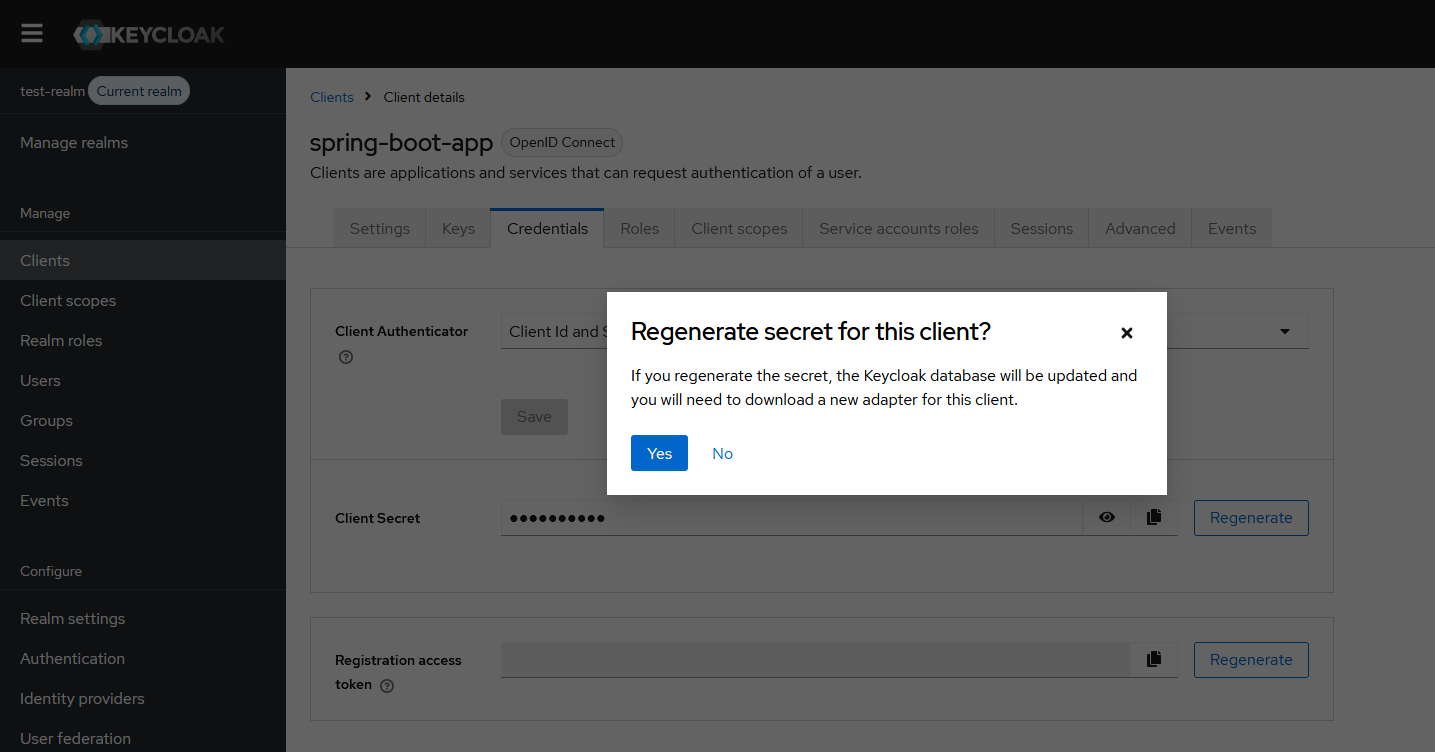 KEYCLOAK
test-realm Current realm
Manage realms
Manage
Clients
Client scopes
Realm roles
Users
Groups
Sessions
Events
Configure
Realm settings
Authentication
Identity providers
User federation
Clients Client details
spring-boot-app OpenID Connect
Clients are applications and services that can request authentication of a user.
Settings Keys Credentials Roles Client scopes Service accounts roles Sessions Advanced Events
Client Authenticator Client Id and
Save
Regenerate secret for this client?
If you regenerate the secret, the Keycloak database will be updated and
you will need to download a new adapter for this client.
Yes No
Client Secret ●●●●●●●●●● Regenerate
Registration access
token
Regenerate